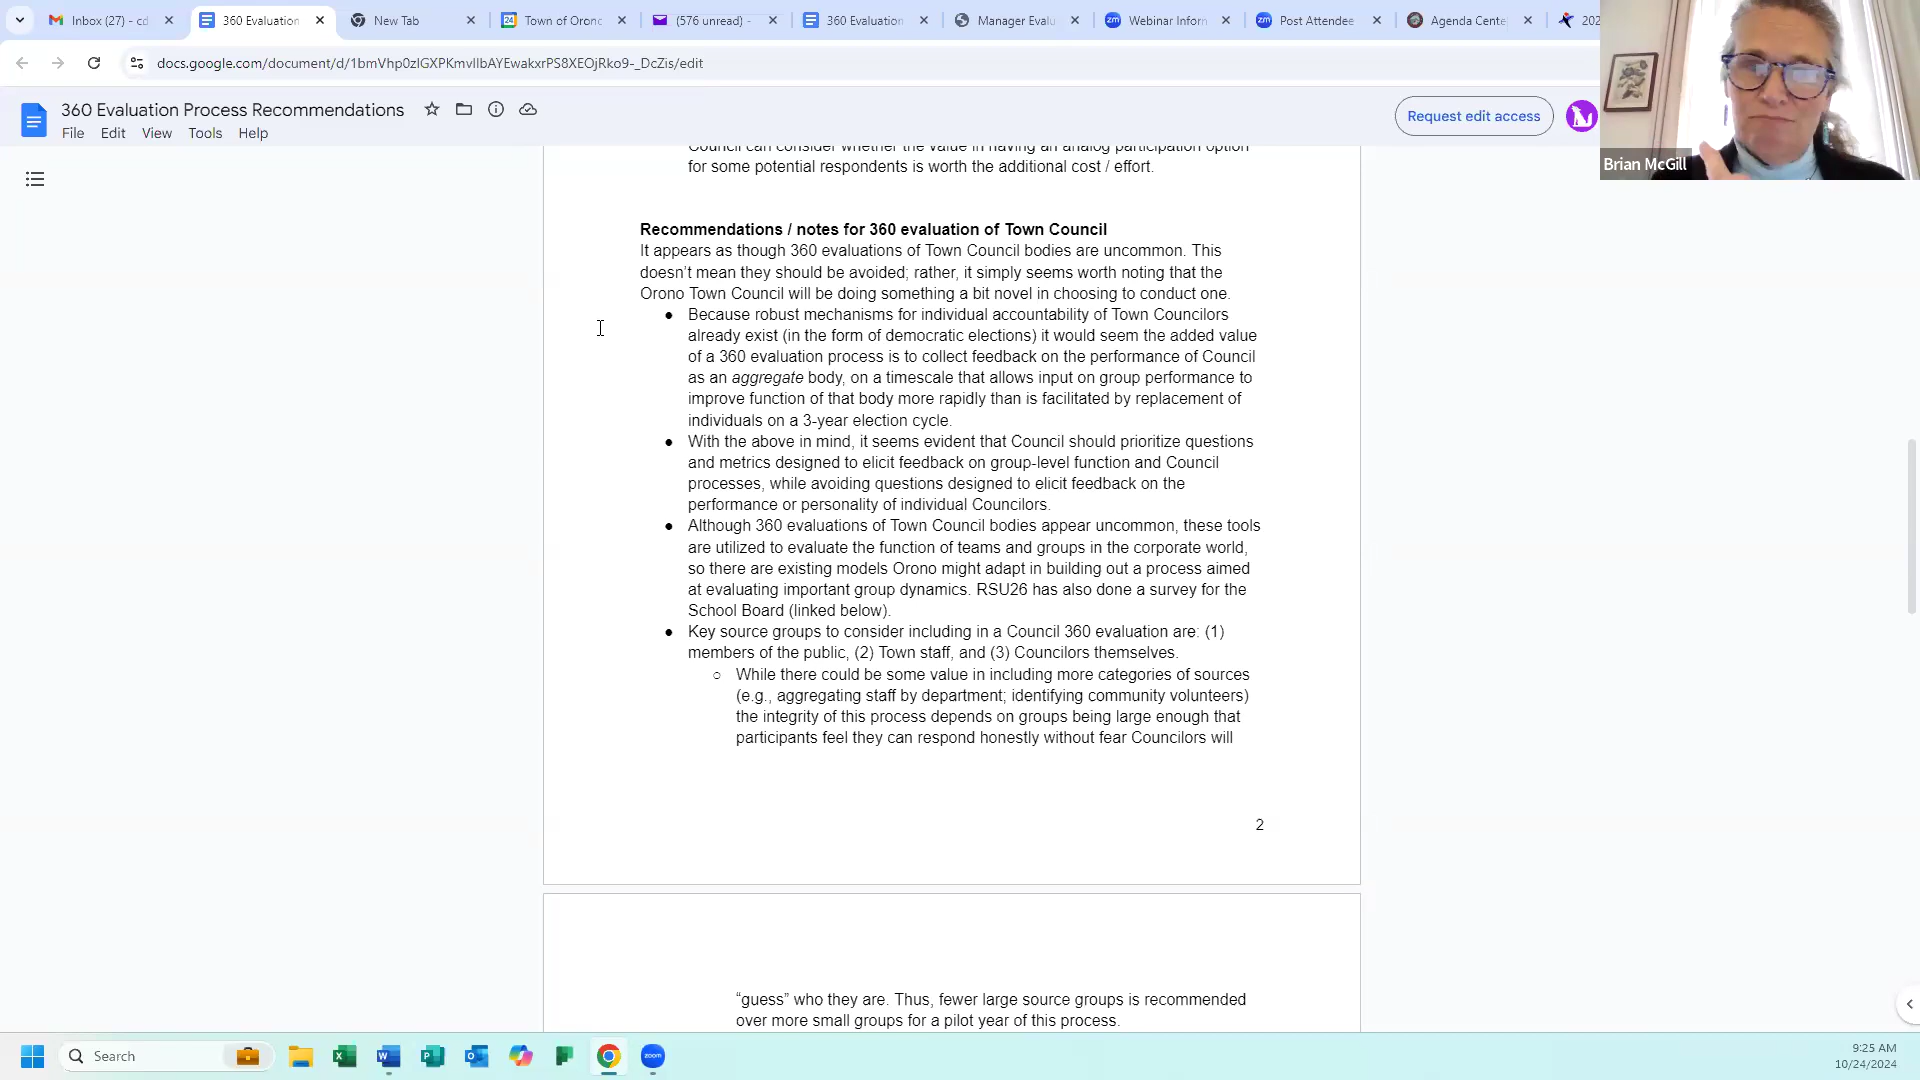 Inbox (27) - cd
360 Evaluation
New Tab
Town of Orono
(576 unread) -
360 Evaluation
Manager Evalu
Webinar Inforn
Post Attendee
Agenda Cente
202
docs.google.com/document/d/1bmVhp0zlGXPKmvIlbAYEwakxrPS8XEOjRko9-_DcZis/edit
360 Evaluation Process Recommendations
File Edit View Tools Help
Request edit access
Brian McGill
Council can consider whether the value in having an analog participation option
for some potential respondents is worth the additional cost / effort.
Recommendations / notes for 360 evaluation of Town Council
It appears as though 360 evaluations of Town Council bodies are uncommon. This
doesn't mean they should be avoided; rather, it simply seems worth noting that the
Orono Town Council will be doing something a bit novel in choosing to conduct one.
● Because robust mechanisms for individual accountability of Town Councilors
already exist (in the form of democratic elections) it would seem the added value
of a 360 evaluation process is to collect feedback on the performance of Council
as an aggregate body, on a timescale that allows input on group performance to
improve function of that body more rapidly than is facilitated by replacement of
individuals on a 3-year election cycle.
● With the above in mind, it seems evident that Council should prioritize questions
and metrics designed to elicit feedback on group-level function and Council
processes, while avoiding questions designed to elicit feedback on the
performance or personality of individual Councilors.
● Although 360 evaluations of Town Council bodies appear uncommon, these tools
are utilized to evaluate the function of teams and groups in the corporate world,
so there are existing models Orono might adapt in building out a process aimed
at evaluating important group dynamics. RSU26 has also done a survey for the
School Board (linked below).
● Key source groups to consider including in a Council 360 evaluation are: (1)
members of the public, (2) Town staff, and (3) Councilors themselves.
○ While there could be some value in including more categories of sources
(e.g., aggregating staff by department; identifying community volunteers)
the integrity of this process depends on groups being large enough that
participants feel they can respond honestly without fear Councilors will
2
“guess” who they are. Thus, fewer large source groups is recommended
over more small groups for a pilot year of this process.
Search
9:25 AM
10/24/2024